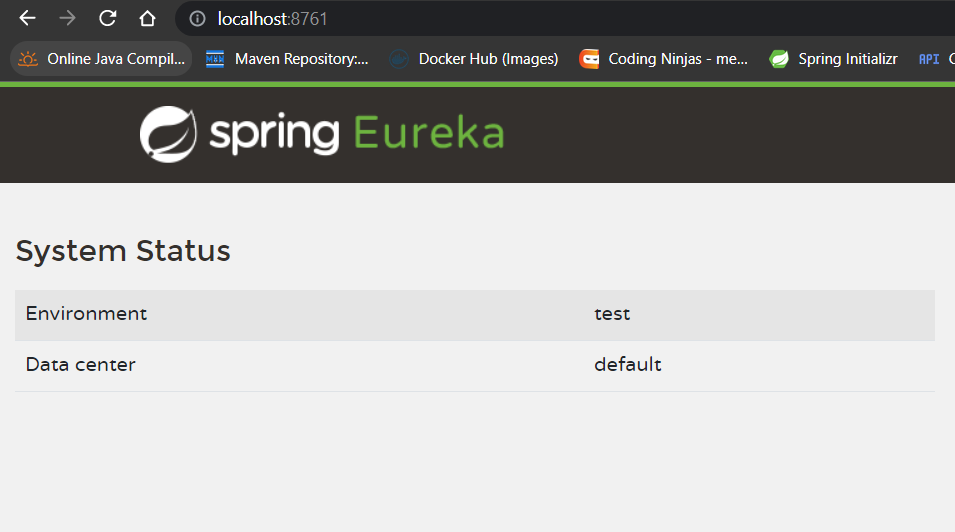 localhost:8761
Online Java Compil... Maven Repository:... Docker Hub (Images) Coding Ninjas - me... Spring Initializr API
spring Eureka
System Status
Environment test
Data center default